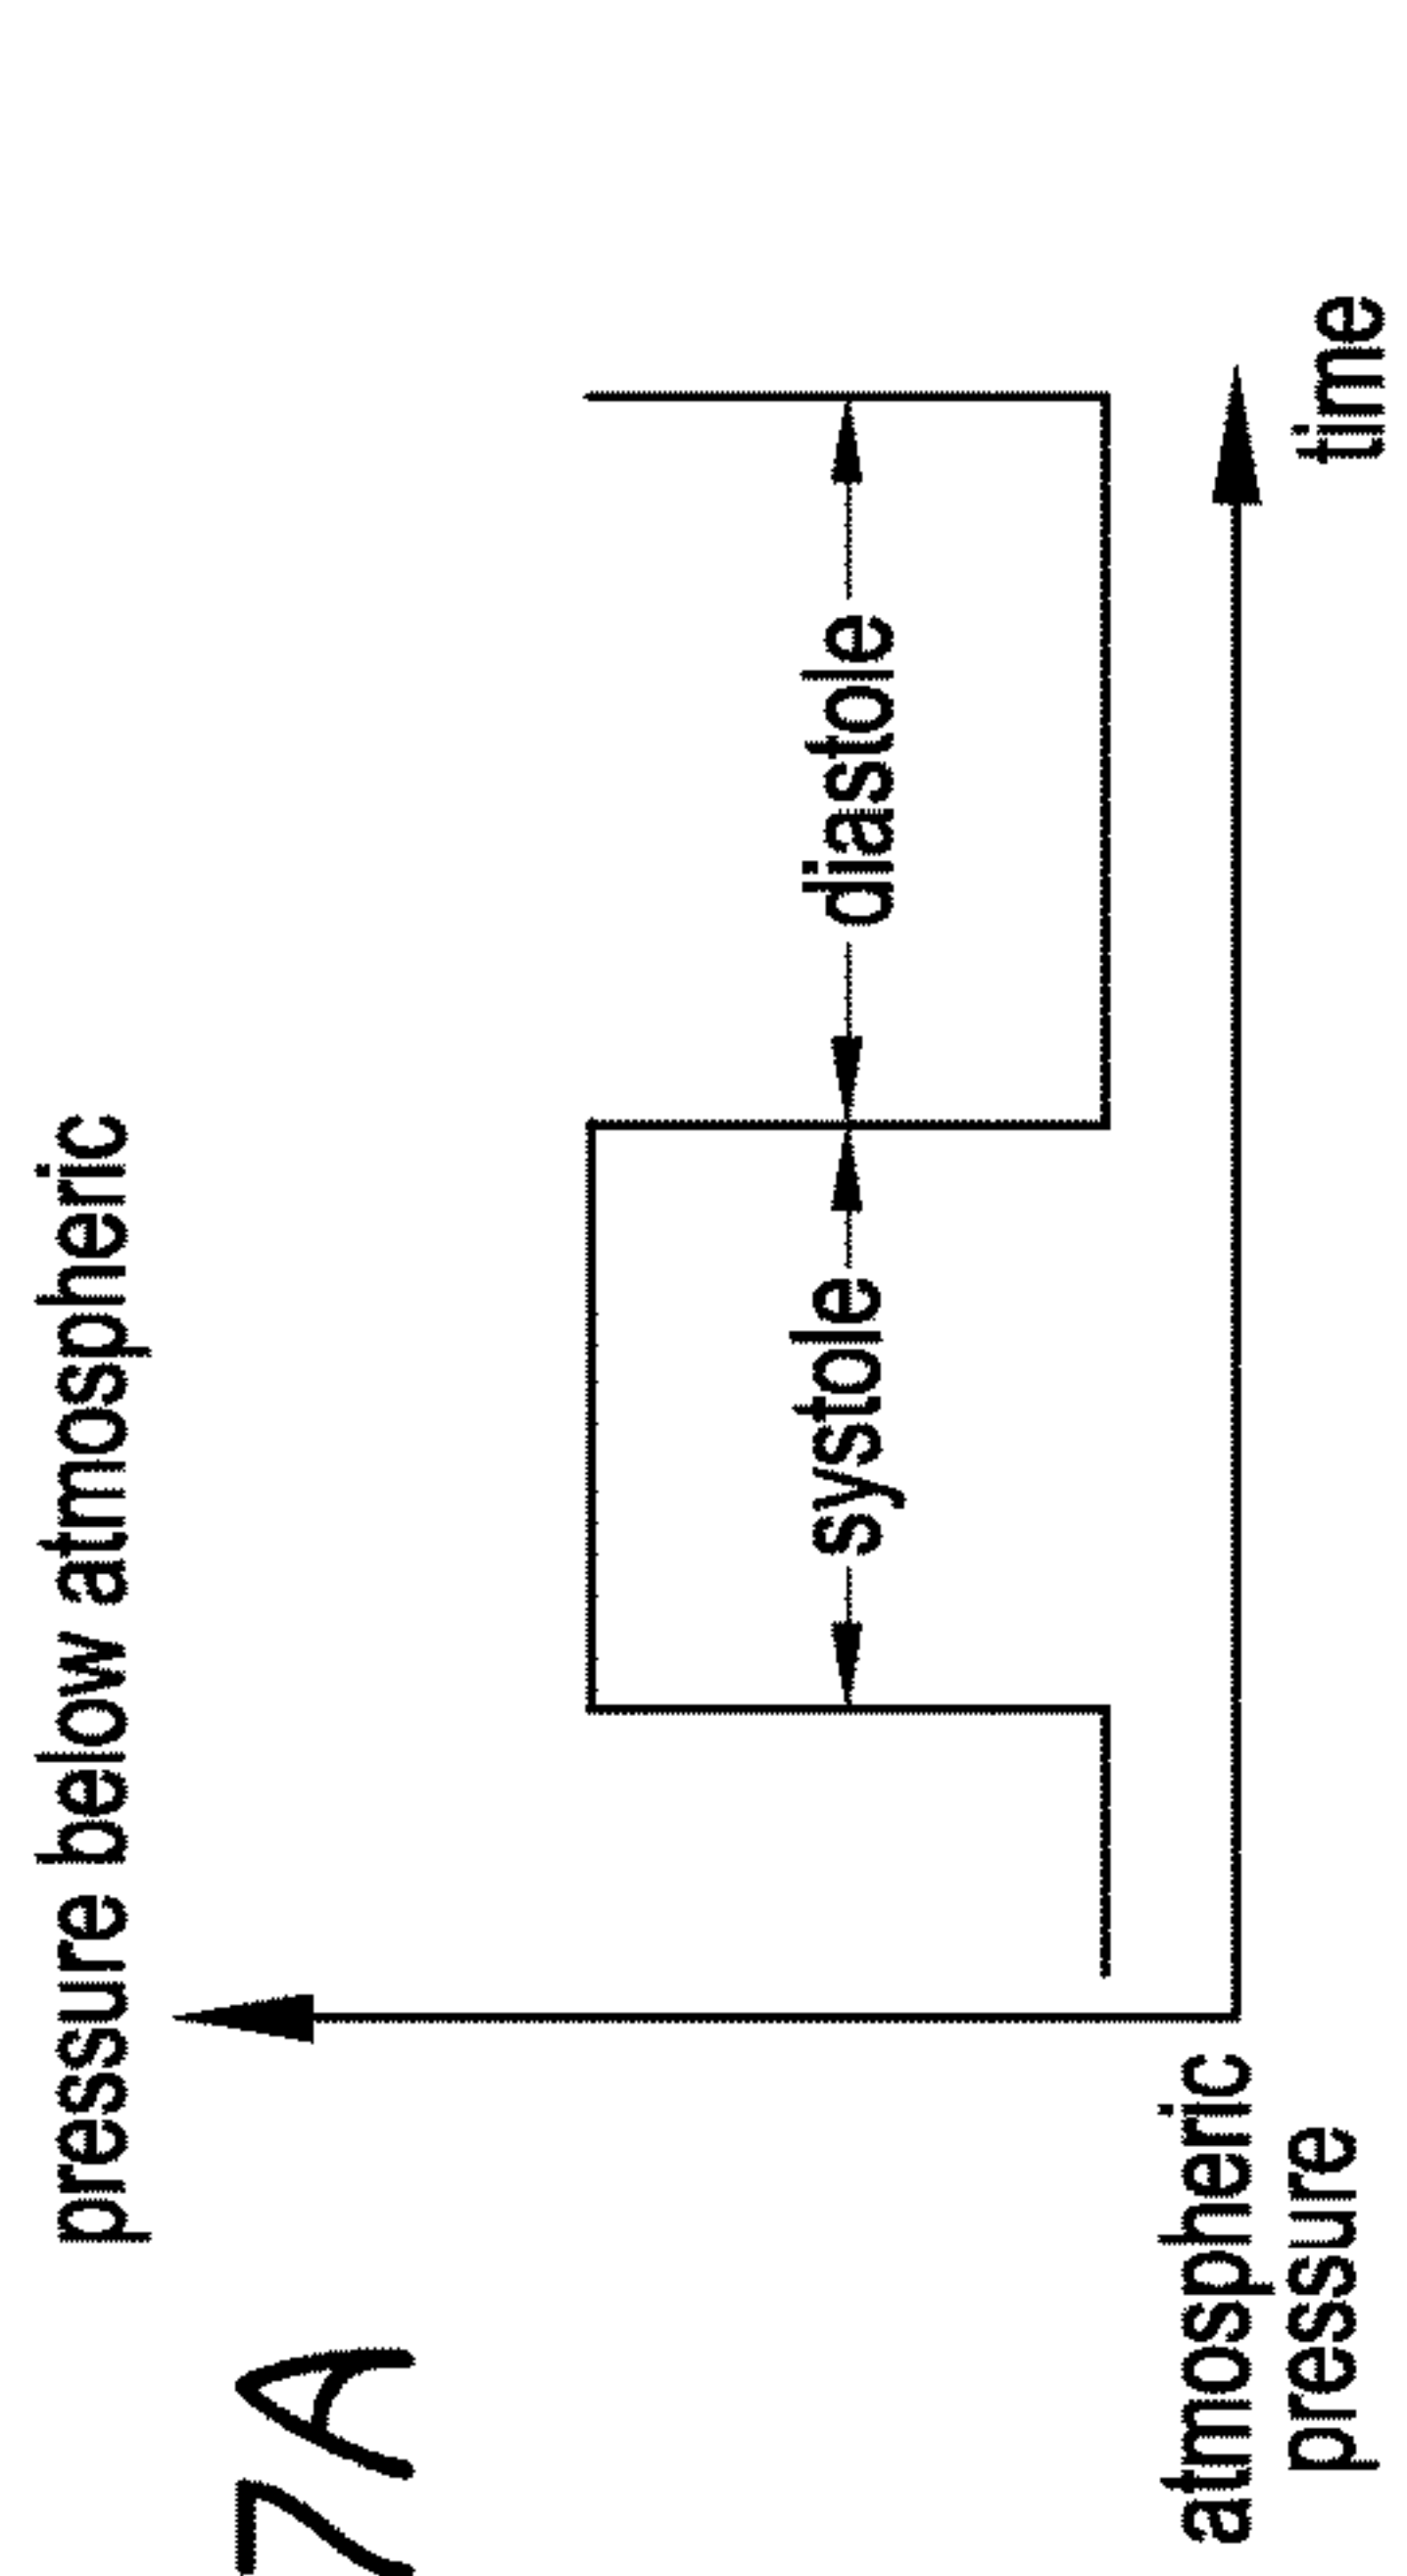 7A
pressure below atmospheric
systole
diastole
atmospheric
pressure
time